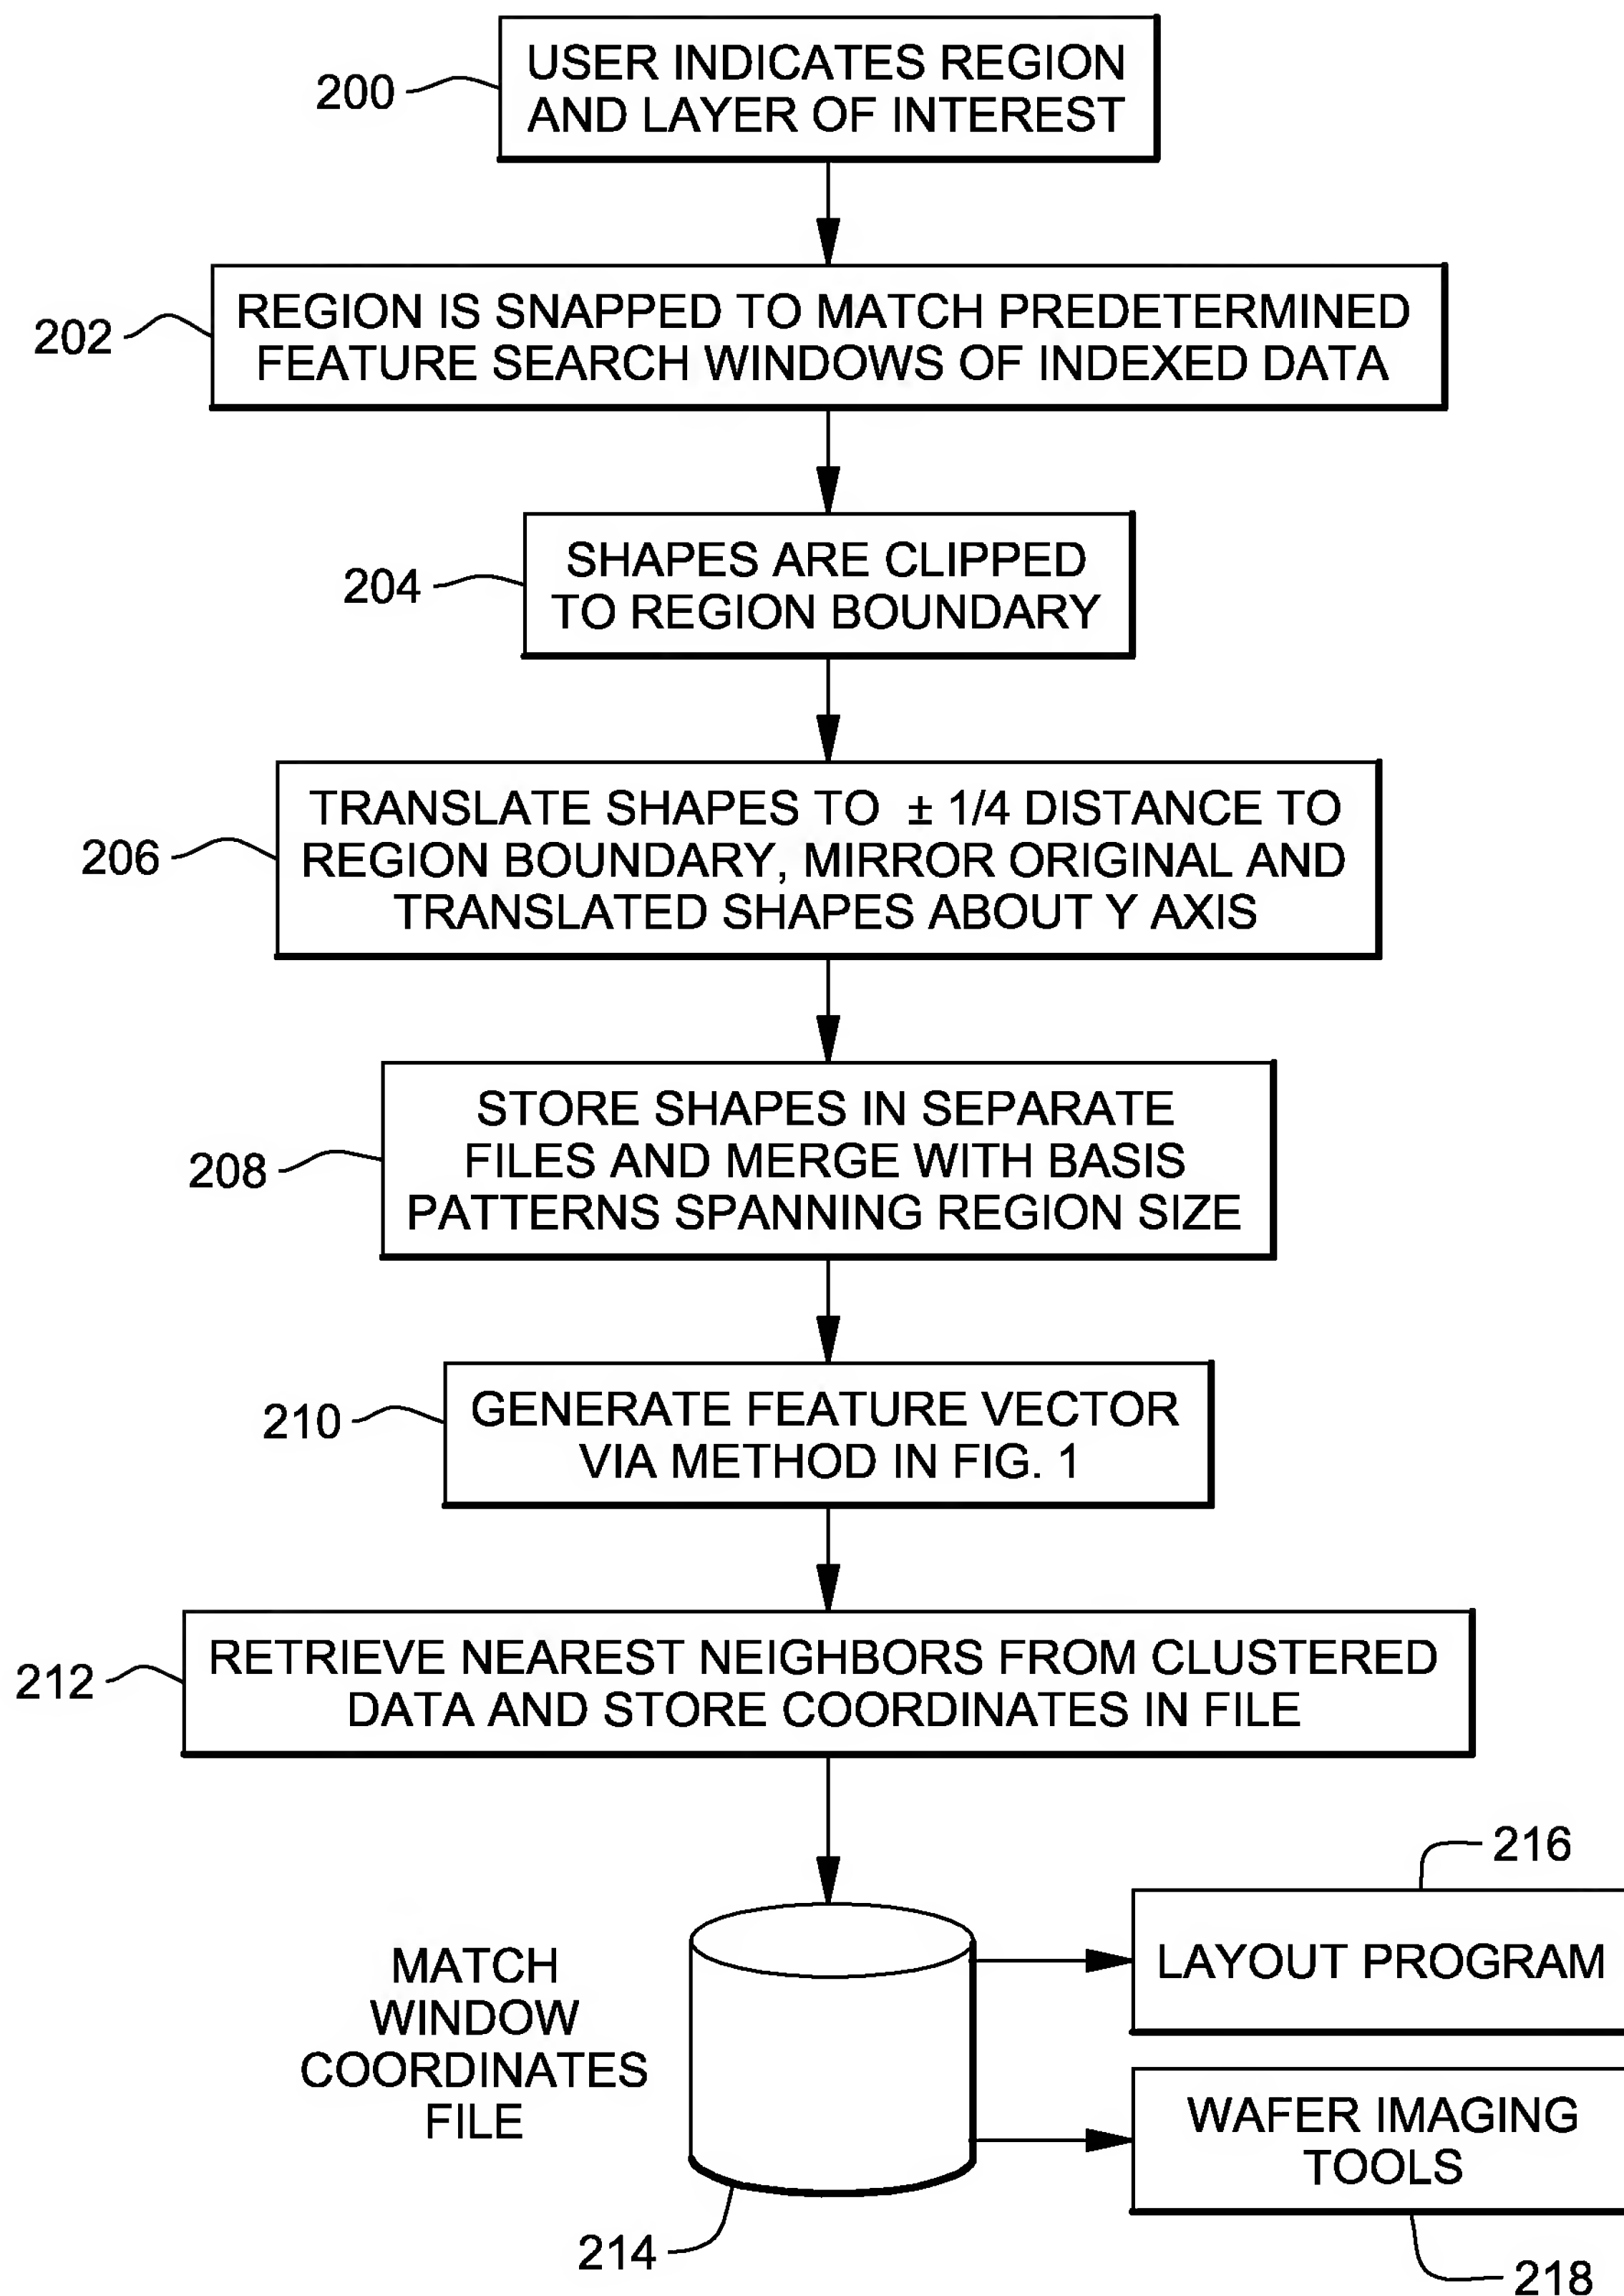 200
USER INDICATES REGION
AND LAYER OF INTEREST
202
REGION IS SNAPPED TO MATCH PREDETERMINED
FEATURE SEARCH WINDOWS OF INDEXED DATA
204
SHAPES ARE CLIPPED
TO REGION BOUNDARY
206
TRANSLATE SHAPES TO ± 1/4 DISTANCE TO
REGION BOUNDARY, MIRROR ORIGINAL AND
TRANSLATED SHAPES ABOUT Y AXIS
208
STORE SHAPES IN SEPARATE
FILES AND MERGE WITH BASIS
PATTERNS SPANNING REGION SIZE
210
GENERATE FEATURE VECTOR
VIA METHOD IN FIG. 1
212
RETRIEVE NEAREST NEIGHBORS FROM CLUSTERED
DATA AND STORE COORDINATES IN FILE
MATCH
WINDOW
COORDINATES
FILE
214
216
LAYOUT PROGRAM
WAFER IMAGING
TOOLS
218